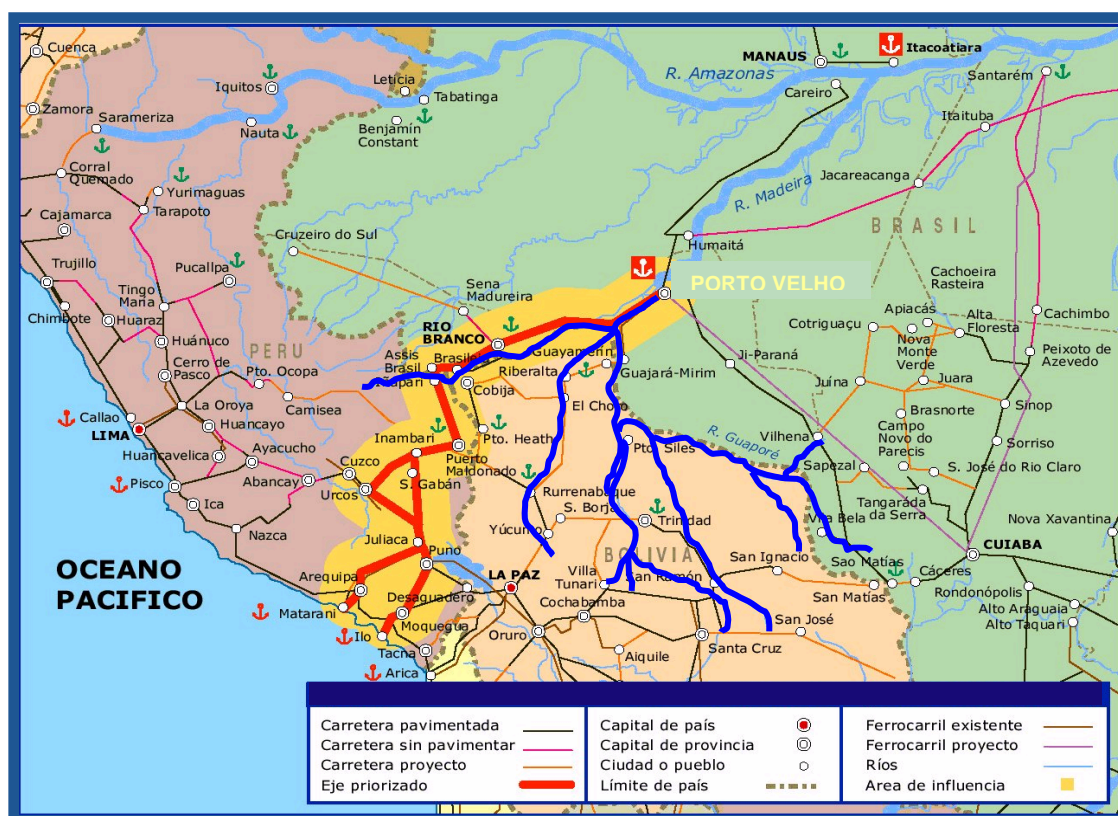 Cuenca
Zamora
Sarameriza
Iquitos
Nauta
Leticia
Tabatinga
Benjamín
Constant
MANAUS
Itacoatiara
R. Amazonas
Careiro
Santarém
Itaituba
Jacareacanga
R. Madeira
BRASIL
Humaitá
Corral
Quemado
Yurimaguas
Tarapoto
Cajamarca
Trujillo
Pucallpa
Chimbote
Tingo
María
Huaraz
Huánuco
Cerro de
Pasco
PERU
Pto. Ocopa
Camisea
Cruzeiro do Sul
Sena
Madureira
RIO
BRANCO
PORTO VELHO
Cachoeira
Rasteira
Cotriguaçu
Apiacás
Alta
Floresta
Nova
Monte
Verde
Cachimbo
Peixoto de
Azevedo
Ji-Paraná
Juína
Juara
Sinop
Brasnorte
Campo
Novo do
Parecis
Sorriso
Vilhena
Sapezal
S. José do Rio Claro
Tangará da
da Serra
Nova Xavantina
Vila Bela
CUIABA
Cáceres
Rondonópolis
Alto Araguaia
Alto Taquari
Assis
Brasil
Brasileia
Iñapari
Cobija
Guayamerín
Riberalta
Guajará-Mirim
El Choro
R. Guaporé
Pto. Heath
Pto. Siles
Inambari
Puerto
Maldonado
S. Gabán
Rurrenabaque
S. Borja
Yúcumo
Trinidad
BOLIVIA
San Ignacio
Sao Matías
San Matías
Villa
Tunari
San Ramón
Cochabamba
San José
Santa Cruz
Aiquile
Oruro
LA PAZ
Callao
LIMA
La Oroya
Huancayo
Huancavelica
Ayacucho
Abancay
Cuzco
Urcos
Pisco
Ica
Nazca
Juliaca
Puno
Arequipa
Desaguadero
Matarani
Moquegua
Ilo
Tacna
Arica
OCEANO
PACIFICO
Carretera pavimentada
Carretera sin pavimentar
Carretera proyecto
Eje priorizado
Capital de país
Capital de provincia
Ciudad o pueblo
Límite de país
Ferrocarril existente
Ferrocarril proyecto
Ríos
Area de influencia